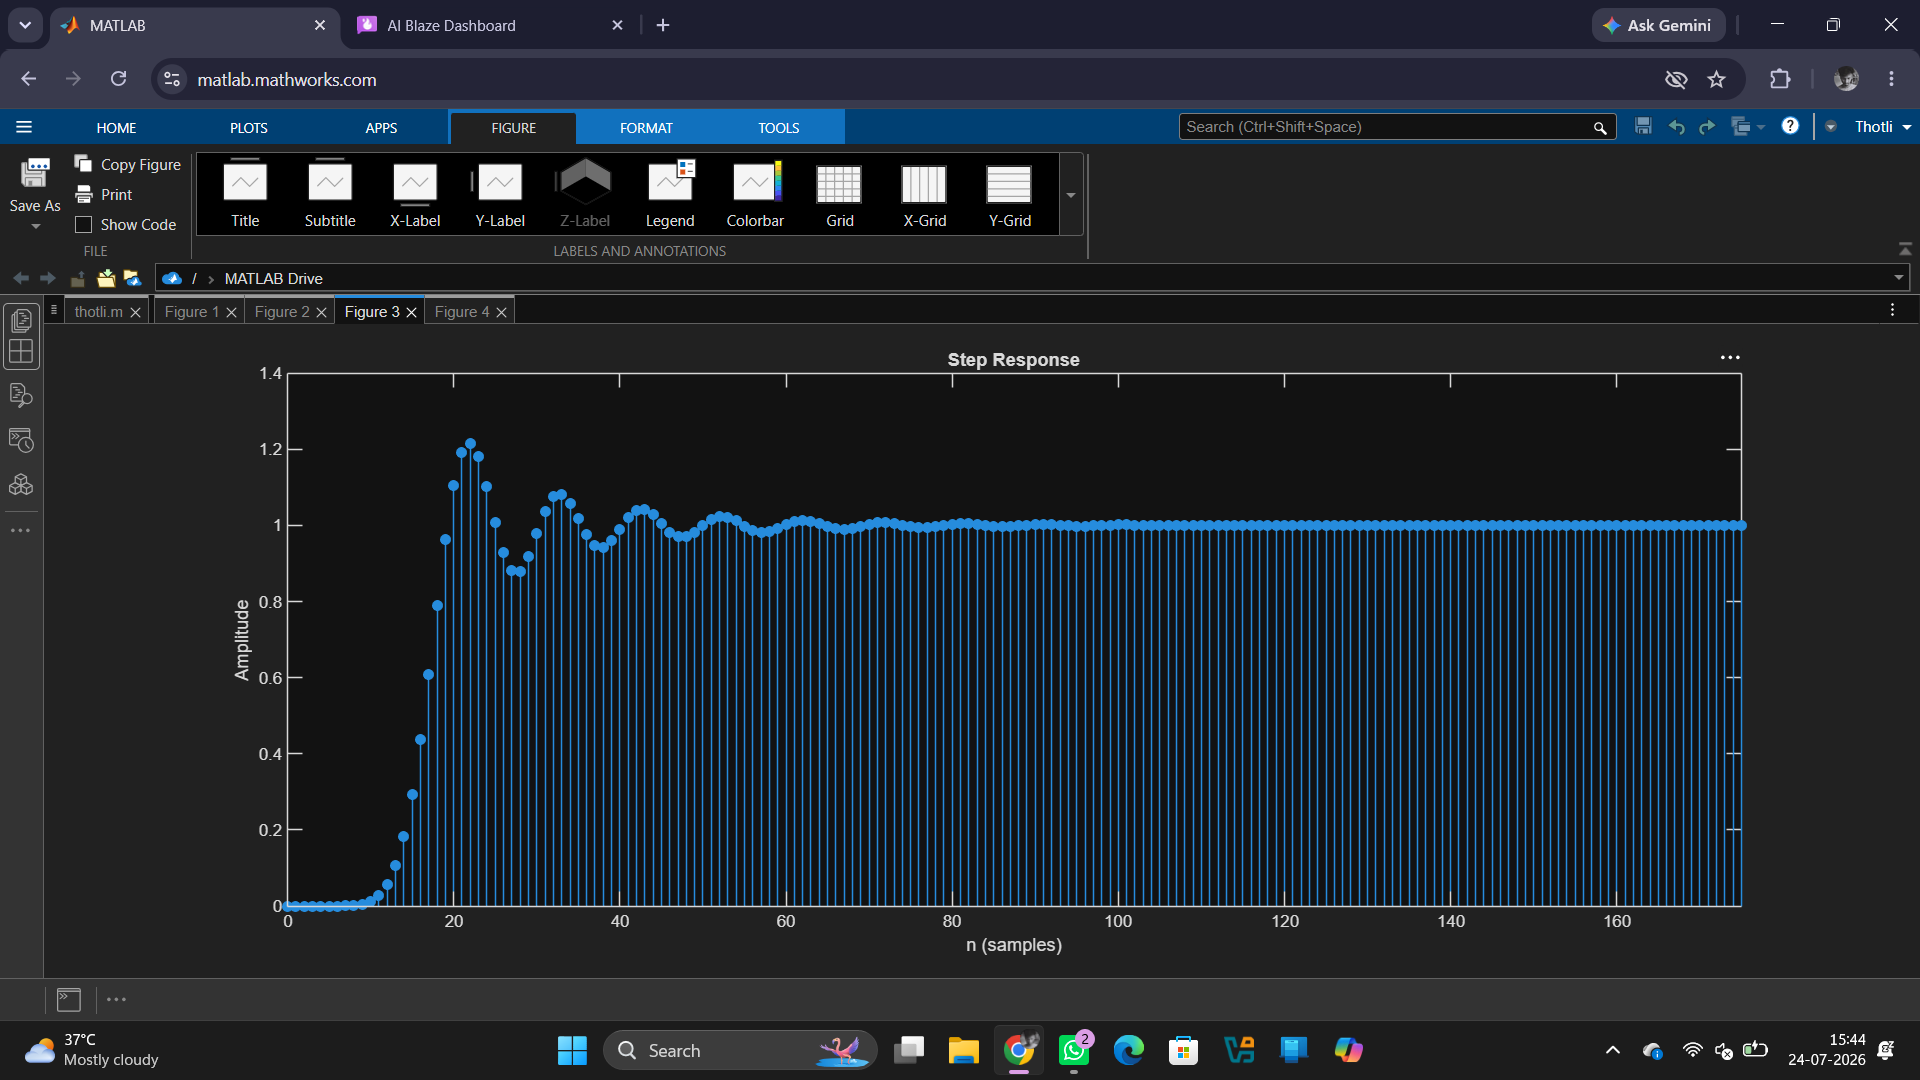 MATLAB
AI Blaze Dashboard
Ask Gemini
matlab.mathworks.com
HOME PLOTS APPS FIGURE FORMAT TOOLS
Search (Ctrl+Shift+Space)
Thotli
Save As
Copy Figure
Print
Show Code
FILE
Title Subtitle X-Label Y-Label Z-Label Legend Colorbar Grid X-Grid Y-Grid
LABELS AND ANNOTATIONS
/ › MATLAB Drive
thotli.m Figure 1 Figure 2 Figure 3 Figure 4
Step Response
1.4
1.2
1
0.8
0.6
0.4
0.2
0
Amplitude
0 20 40 60 80 100 120 140 160
n (samples)
37°C
Mostly cloudy
Search
2
15:44
24-07-2026